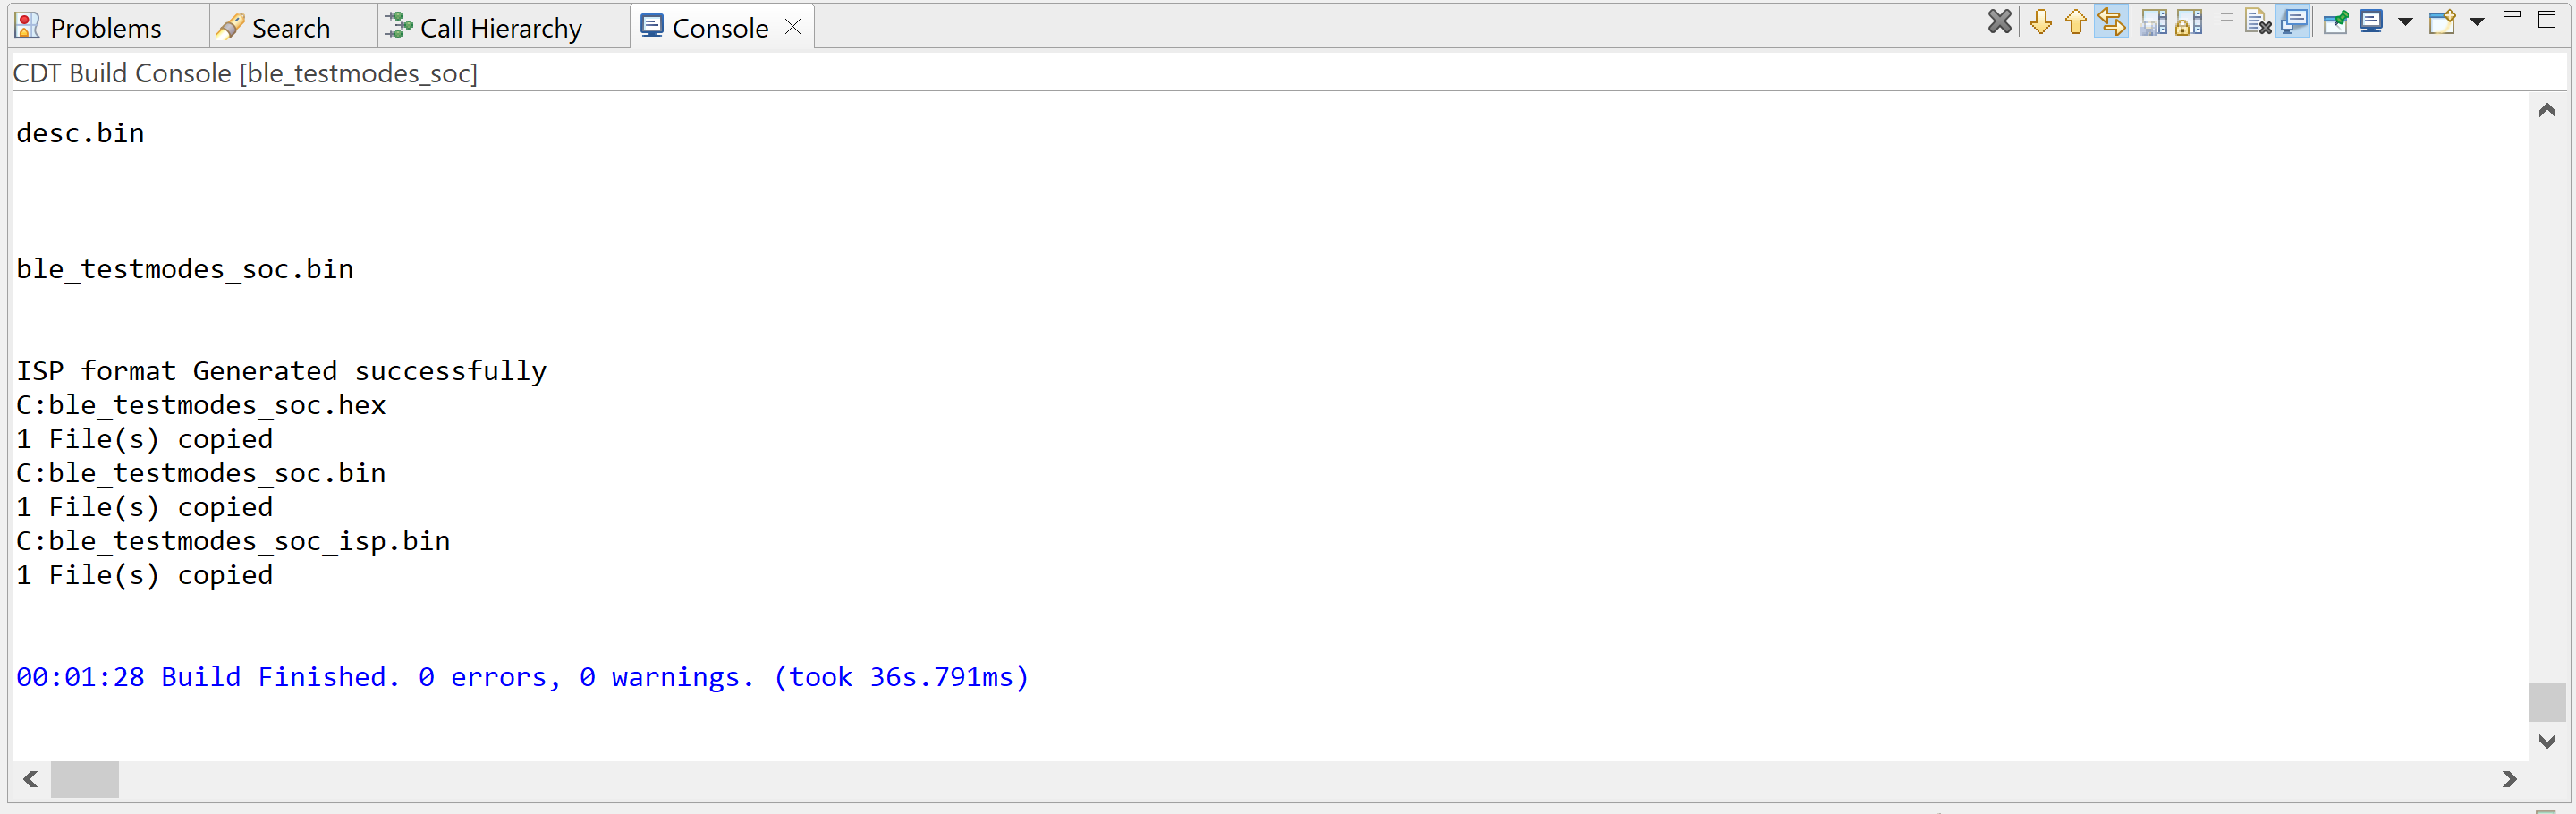 Problems Search Call Hierarchy Console
CDT Build Console [ble_testmodes_soc]
desc.bin
ble_testmodes_soc.bin
ISP format Generated successfully
C:ble_testmodes_soc.hex
1 File(s) copied
C:ble_testmodes_soc.bin
1 File(s) copied
C:ble_testmodes_soc_isp.bin
1 File(s) copied
00:01:28 Build Finished. 0 errors, 0 warnings. (took 36s.791ms)